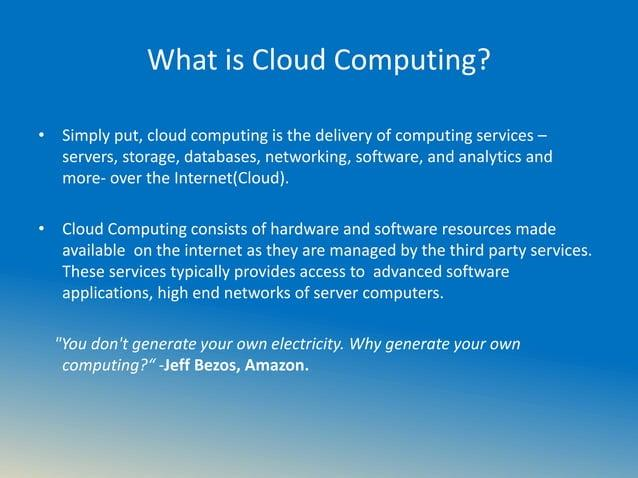 What is Cloud Computing?
• Simply put, cloud computing is the delivery of computing services –
servers, storage, databases, networking, software, and analytics and
more- over the Internet(Cloud).
• Cloud Computing consists of hardware and software resources made
available  on the internet as they are managed by the third party services.
These services typically provides access to  advanced software
applications, high end networks of server computers.
"You don't generate your own electricity. Why generate your own
computing?“ -Jeff Bezos, Amazon.